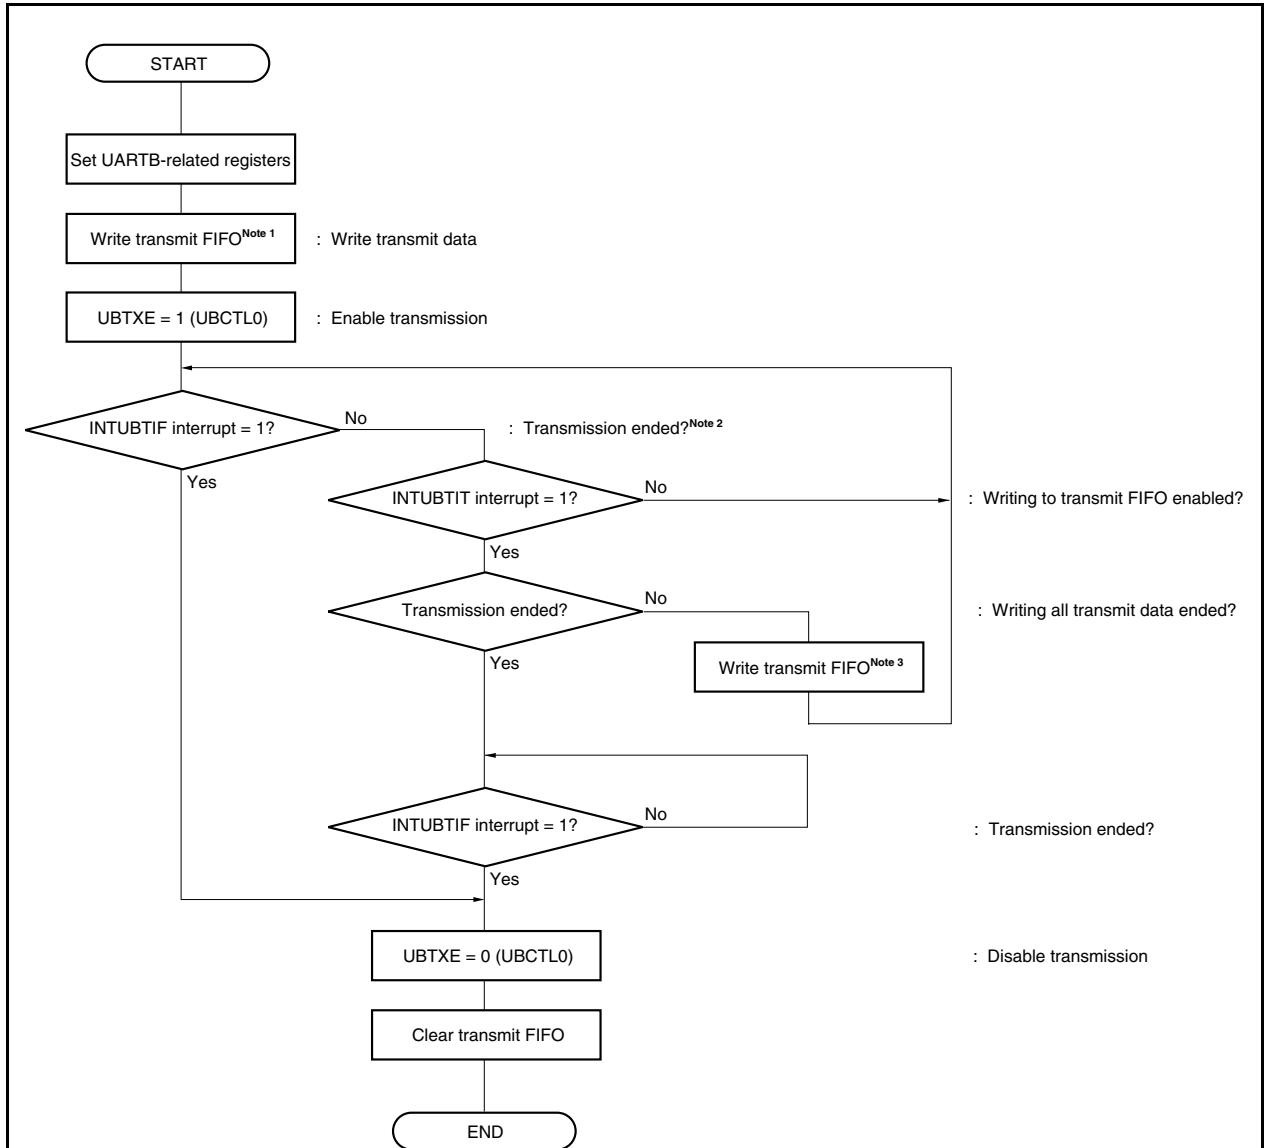 START
Set UARTB-related registers
Write transmit FIFONote 1
: Write transmit data
UBTXE = 1 (UBCTL0)
: Enable transmission
INTUBTIF interrupt = 1?
No
: Transmission ended?Note 2
Yes
INTUBTIT interrupt = 1?
No
: Writing to transmit FIFO enabled?
Yes
Transmission ended?
No
: Writing all transmit data ended?
Yes
Write transmit FIFONote 3
INTUBTIF interrupt = 1?
No
: Transmission ended?
Yes
UBTXE = 0 (UBCTL0)
: Disable transmission
Clear transmit FIFO
END